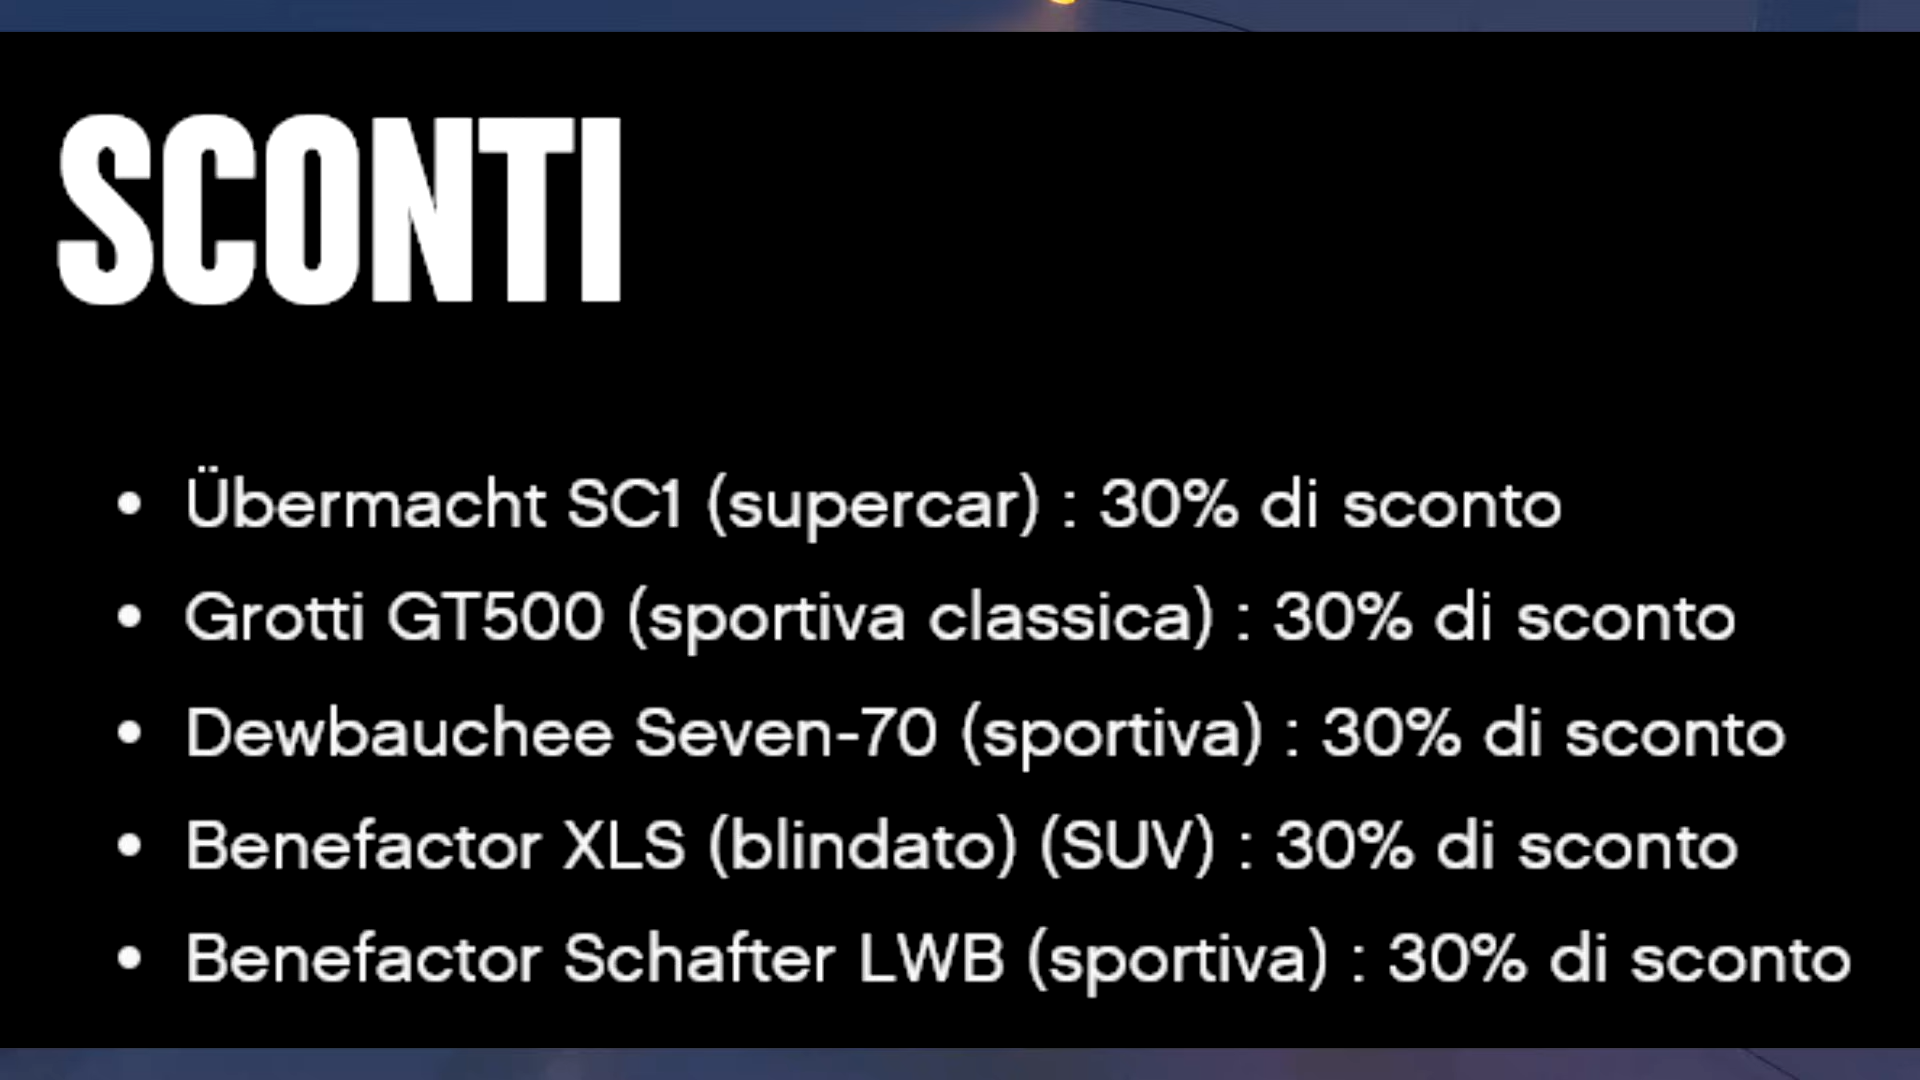 SCONTI
• Übermacht SC1 (supercar) : 30% di sconto
• Grotti GT500 (sportiva classica) : 30% di sconto
• Dewbauchee Seven-70 (sportiva) : 30% di sconto
• Benefactor XLS (blindato) (SUV) : 30% di sconto
• Benefactor Schafter LWB (sportiva) : 30% di sconto